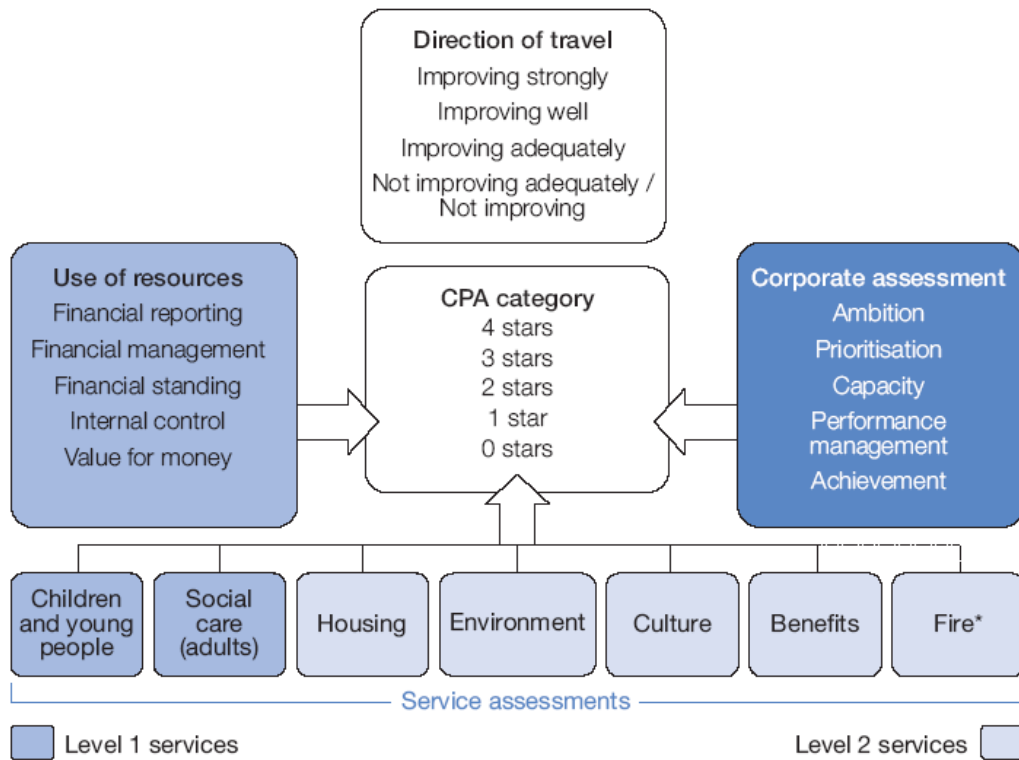 Direction of travel
Improving strongly
Improving well
Improving adequately
Not improving adequately /
Not improving
Use of resources
Financial reporting
Financial management
Financial standing
Internal control
Value for money
CPA category
4 stars
3 stars
2 stars
1 star
0 stars
Corporate assessment
Ambition
Prioritisation
Capacity
Performance
management
Achievement
Children
and young
people
Social
care
(adults)
Housing
Environment
Culture
Benefits
Fire*
Service assessments
Level 1 services
Level 2 services